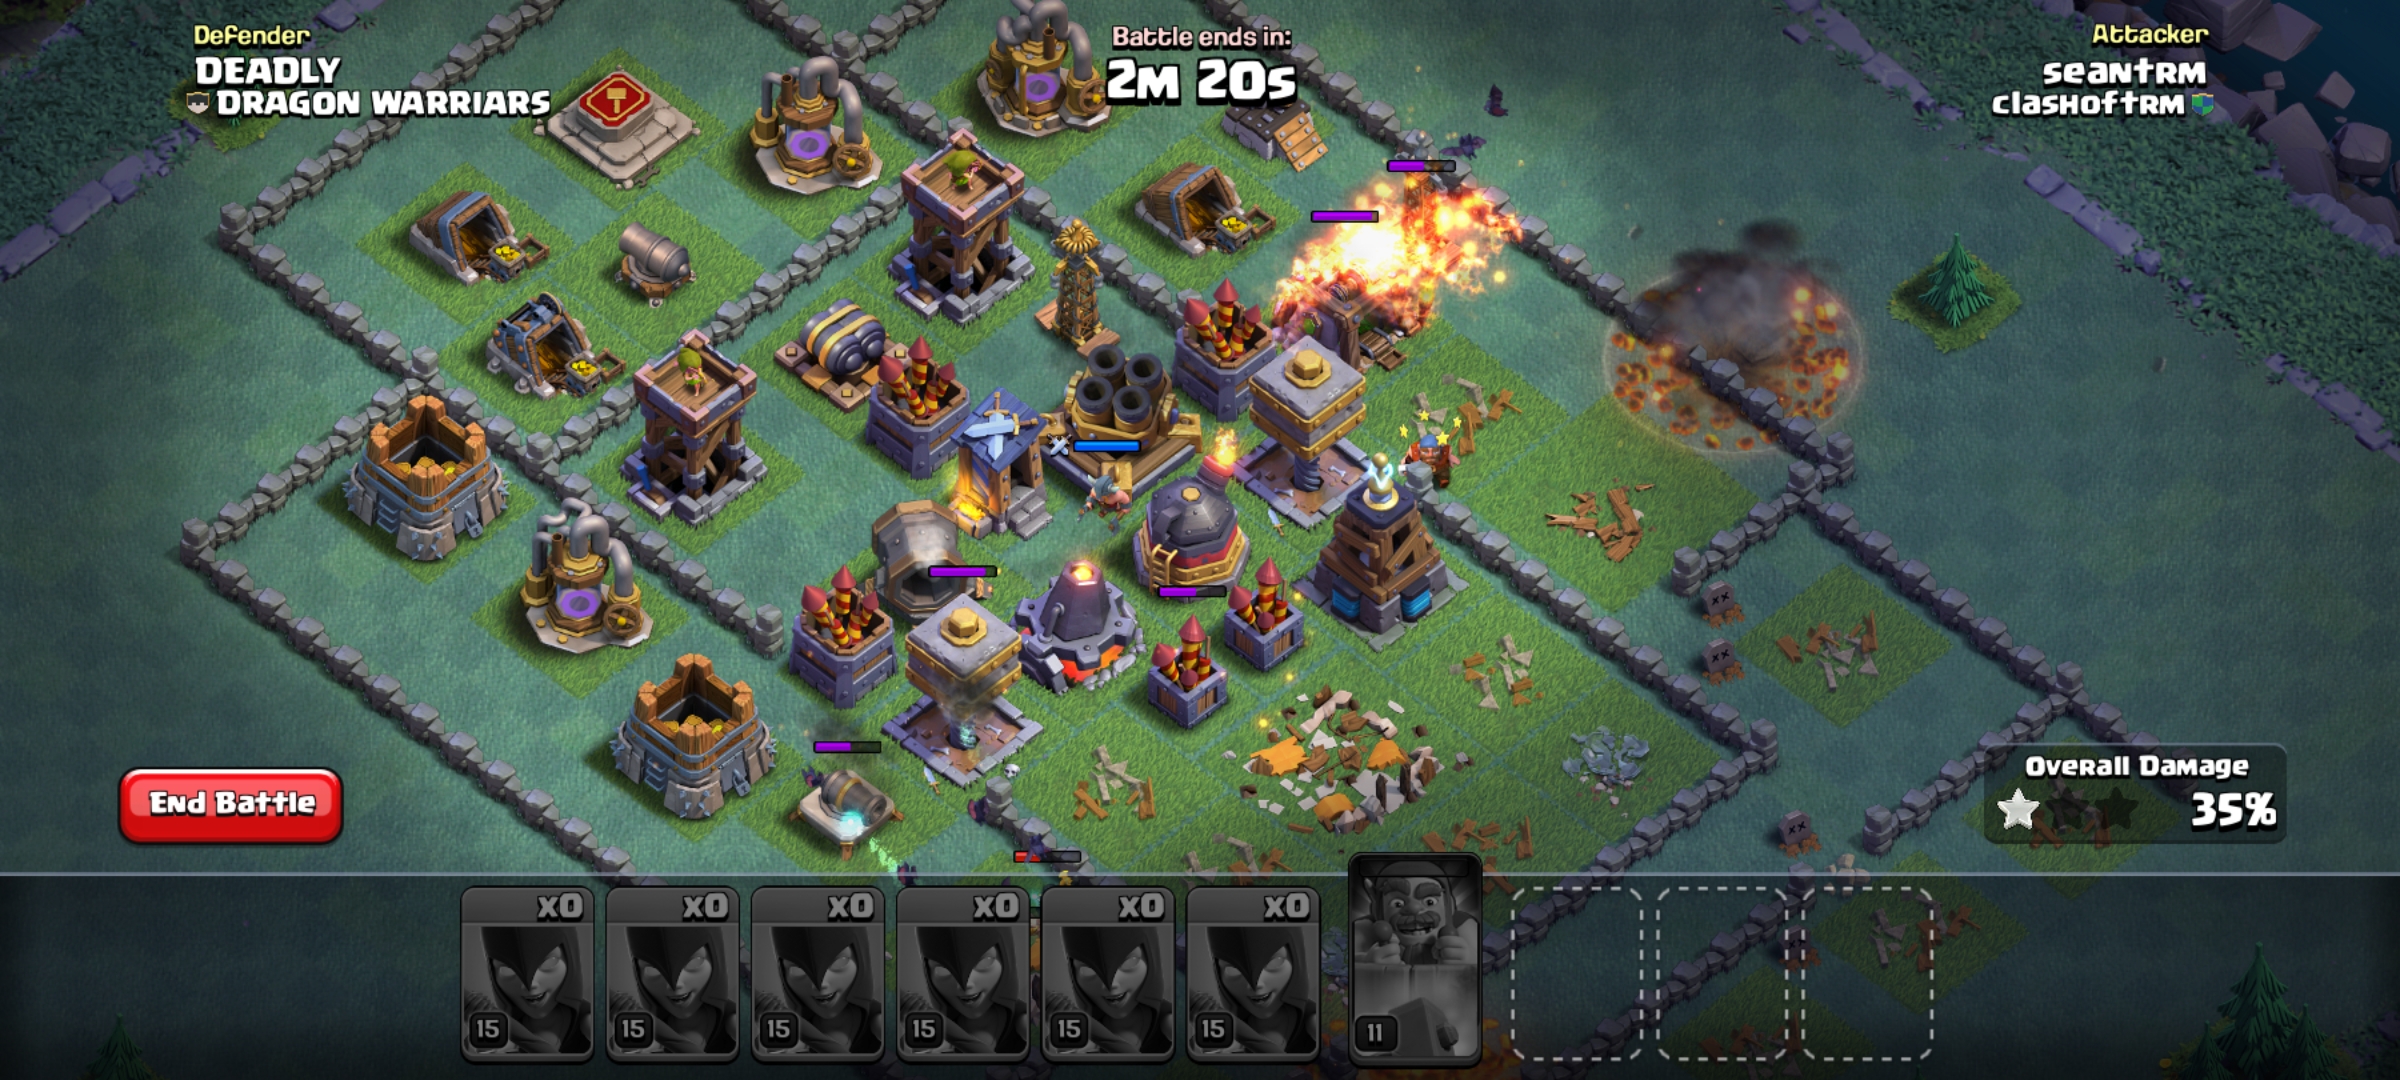 Defender
DEADLY
DRAGON WARRIARS
Battle ends in:
2M 20S
Attacker
seantrm
clashoftrm
End Battle
Overall Damage
35%
x0
x0
x0
x0
x0
x0
15
15
15
15
15
15
11